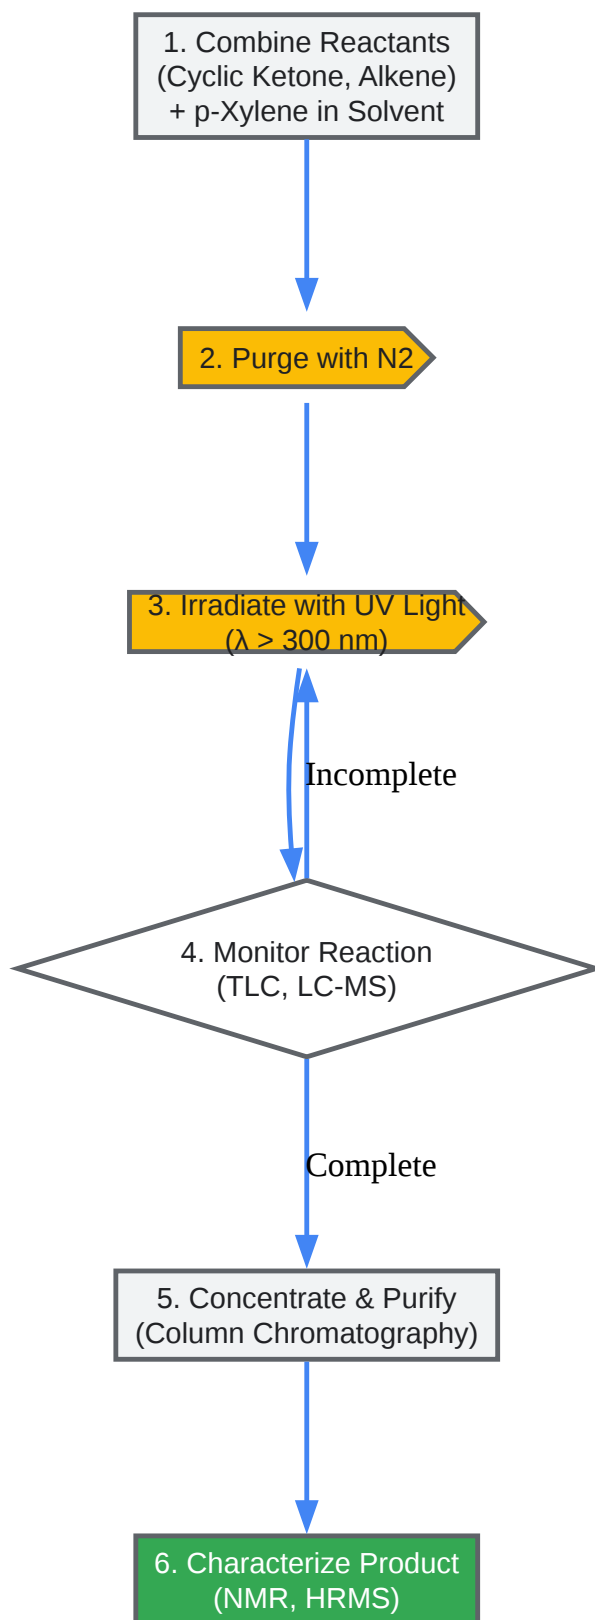 1. Combine Reactants
(Cyclic Ketone, Alkene)
+ p-Xylene in Solvent
2. Purge with N2
3. Irradiate with UV Light
(λ > 300 nm)
Incomplete
4. Monitor Reaction
(TLC, LC-MS)
Complete
5. Concentrate & Purify
(Column Chromatography)
6. Characterize Product
(NMR, HRMS)